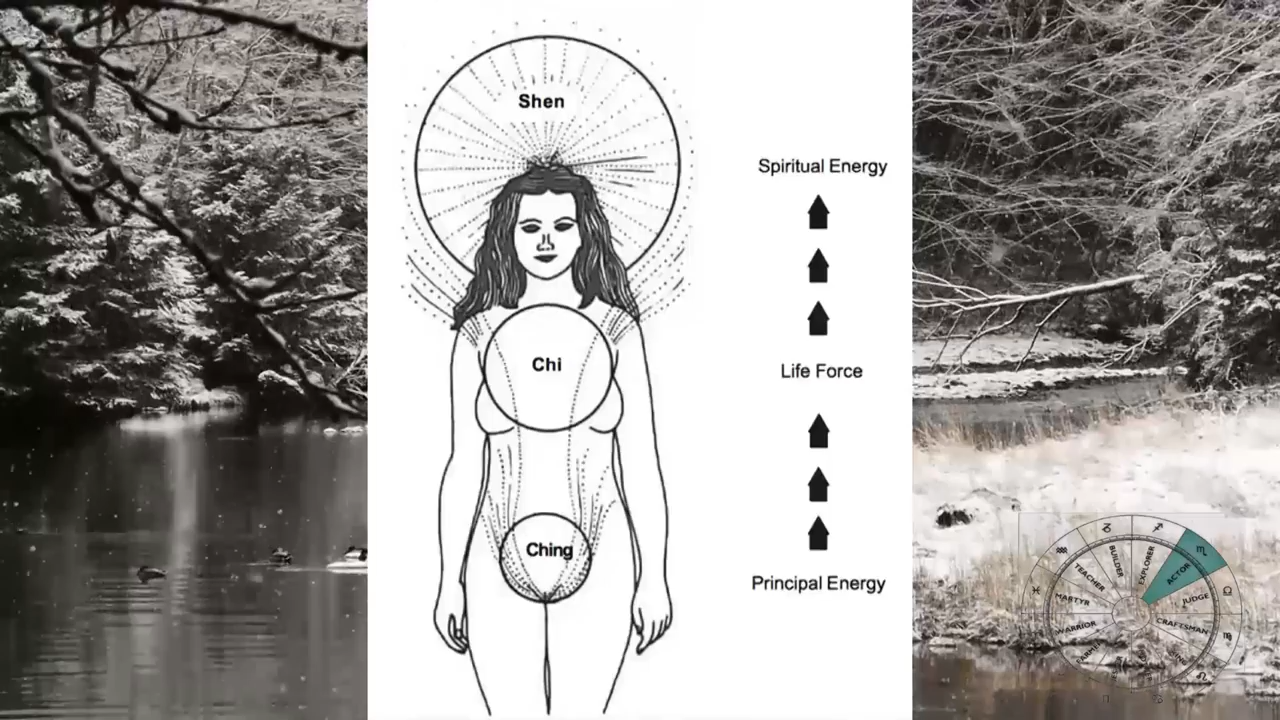 Shen
Spiritual Energy
Chi
Life Force
Ching
Principal Energy
EXPLORER
ACTOR
JUDGE
CRAFTSMAN
WARRIOR
MARTYR
TEACHER
BUILDER